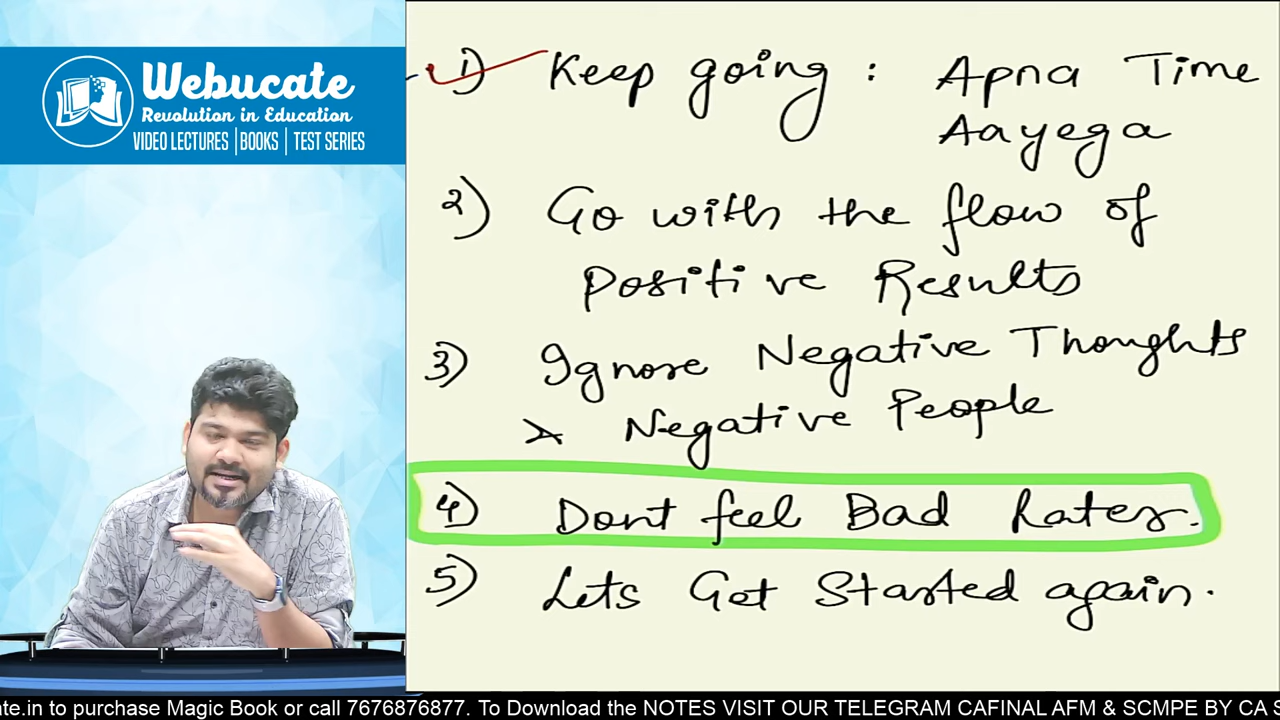 Webucate
Revolution in Education
VIDEO LECTURES | BOOKS | TEST SERIES
1) Keep going : Apna Time
Aayega
2) Go with the flow of
Positive Results
3) Ignore Negative Thoughts
& Negative People
4) Dont feel Bad Later.
5) Lets Get Started again.
te.in to purchase Magic Book or call 7676876877. To Download the NOTES VISIT OUR TELEGRAM CAFINAL AFM & SCMPE BY CA S